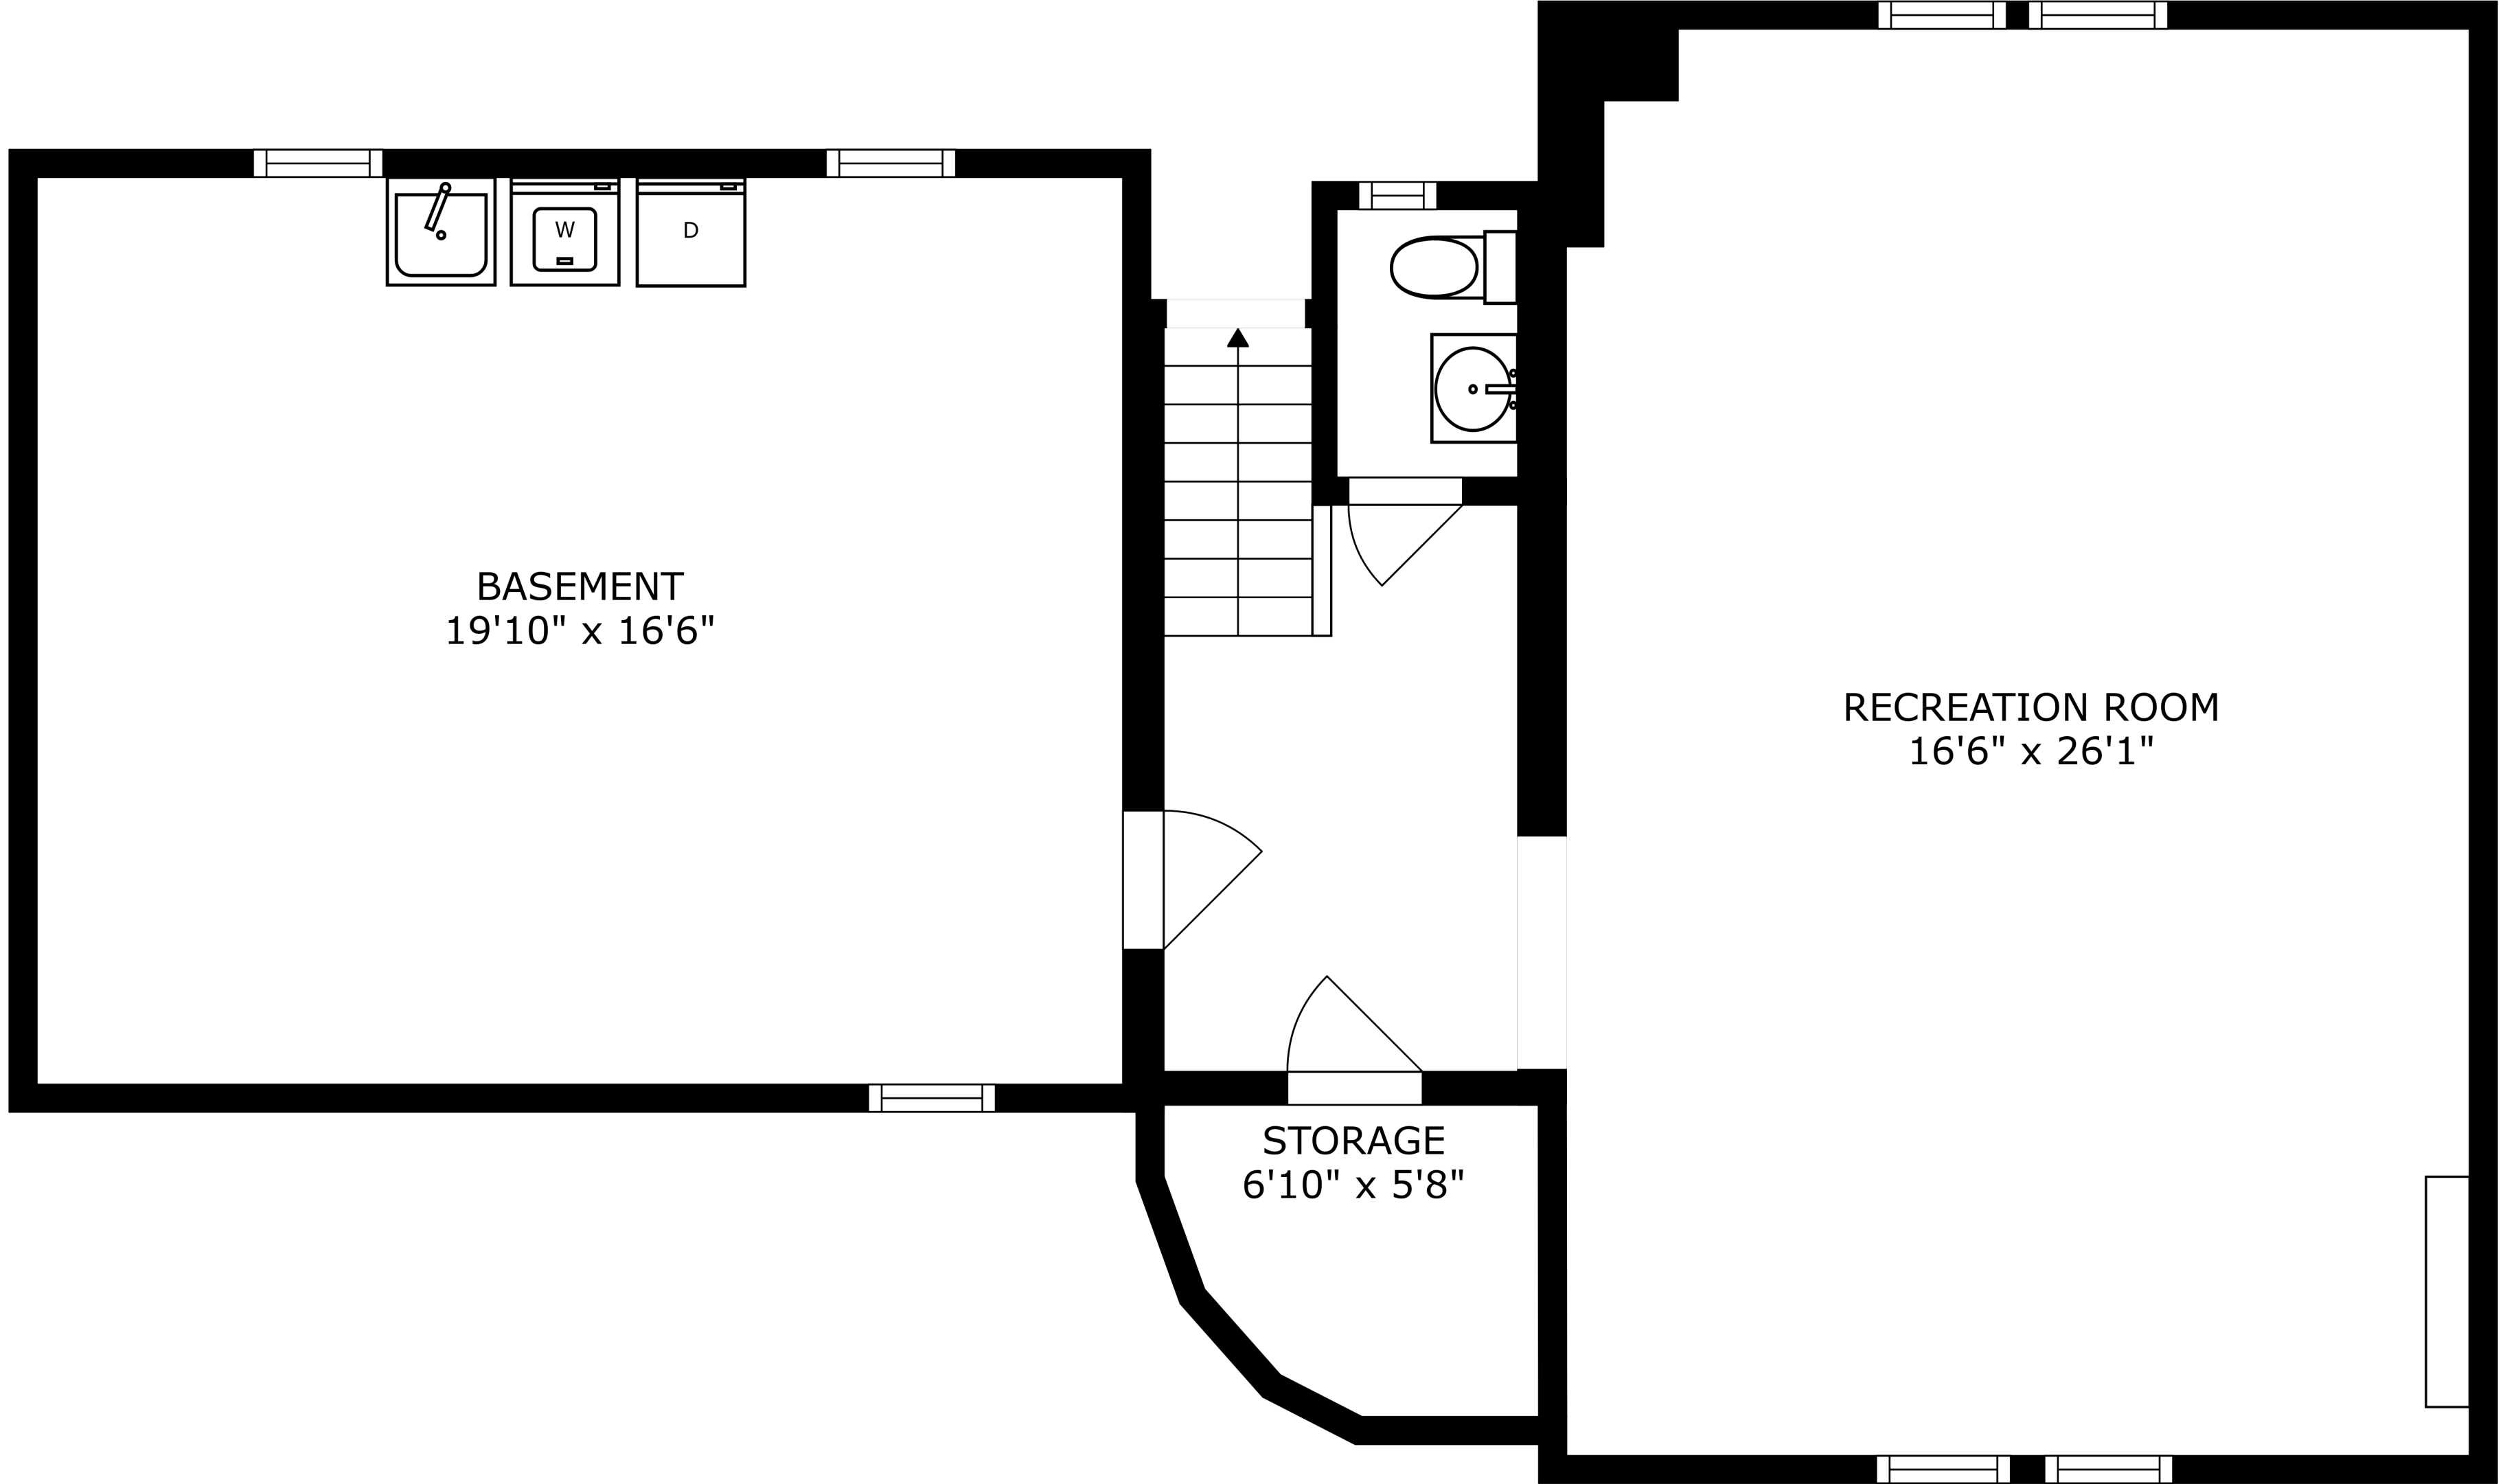 W
D
BASEMENT
19'10" x 16'6"
RECREATION ROOM
16'6" x 26'1"
STORAGE
6'10" x 5'8"